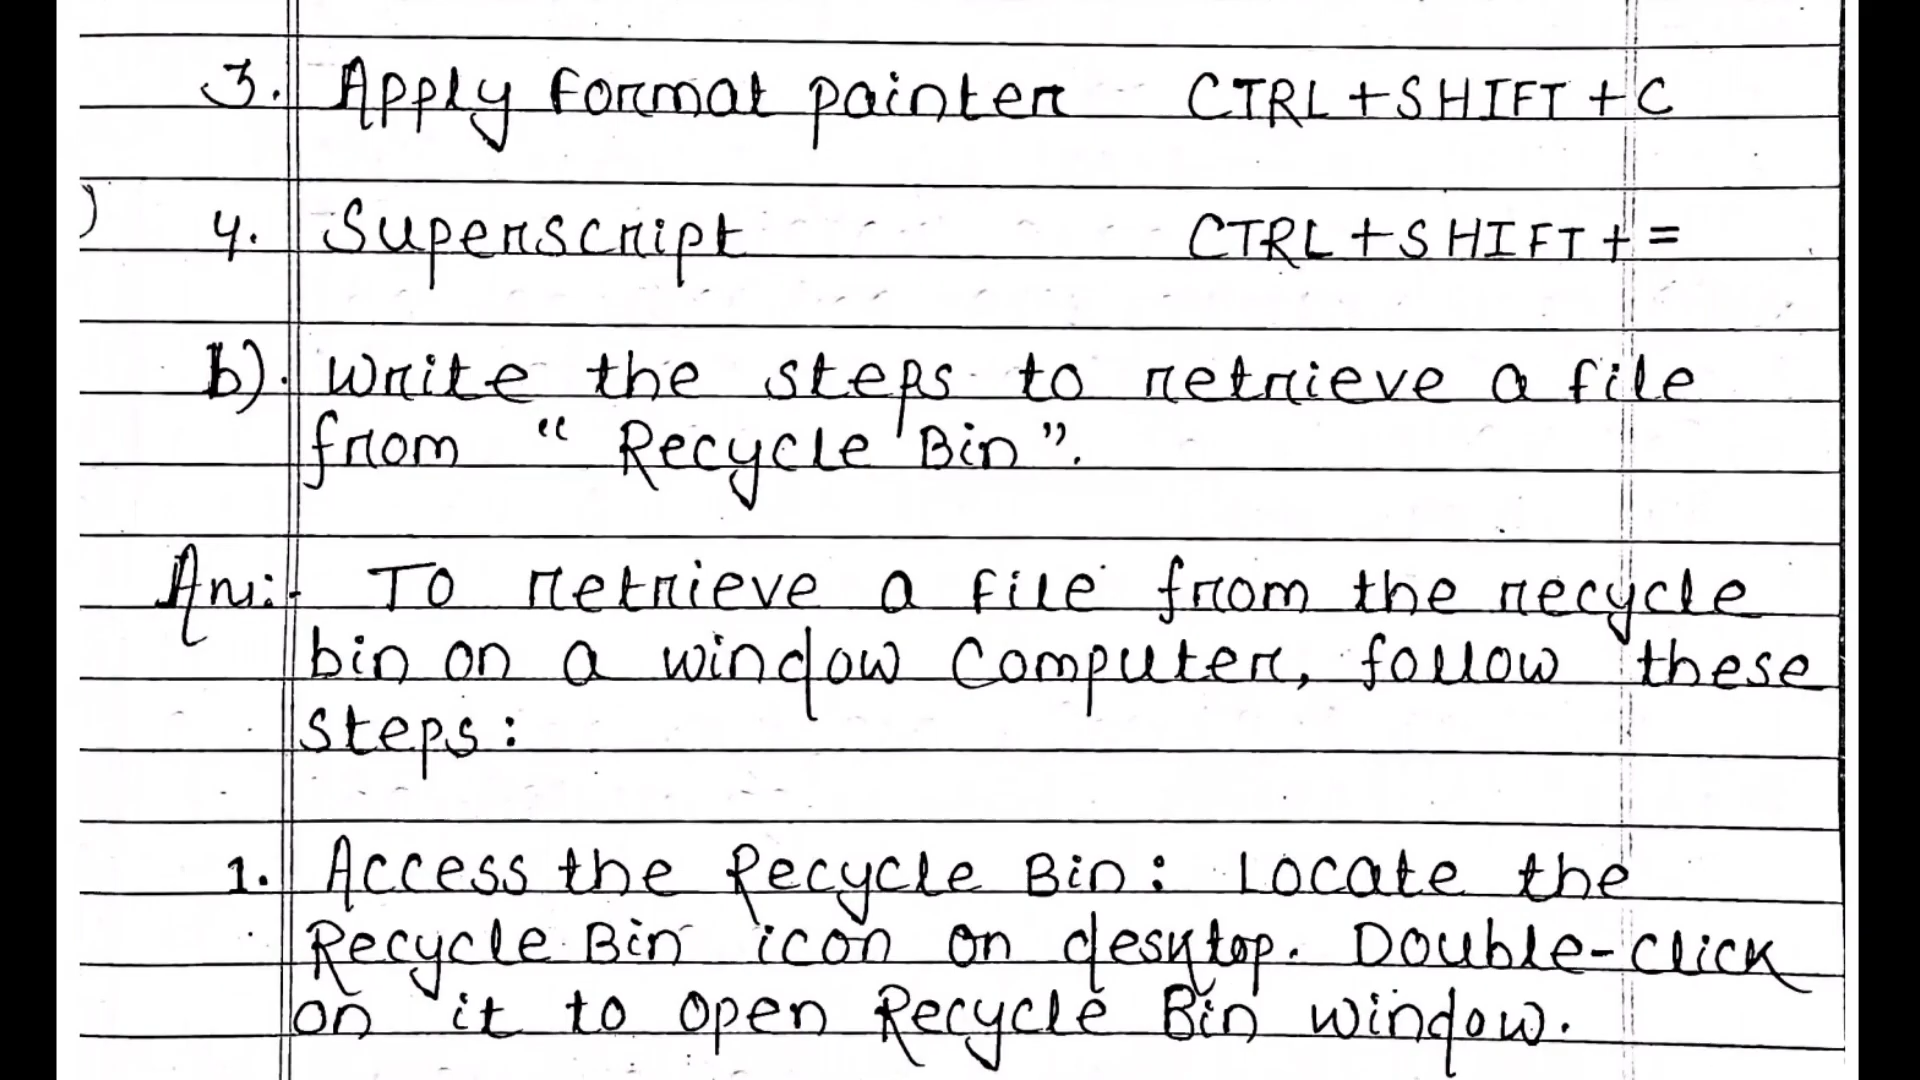 3. Apply Format painter CTRL+SHIFT+C
) 4. Superscript CTRL+SHIFT+=
b). Write the steps to retrieve a file
from "Recycle Bin".
Ans:- To retrieve a file from the recycle
bin on a window Computer, follow these
steps:
1. Access the Recycle Bin: Locate the
Recycle Bin icon on desktop. Double-click
on it to open Recycle Bin window.